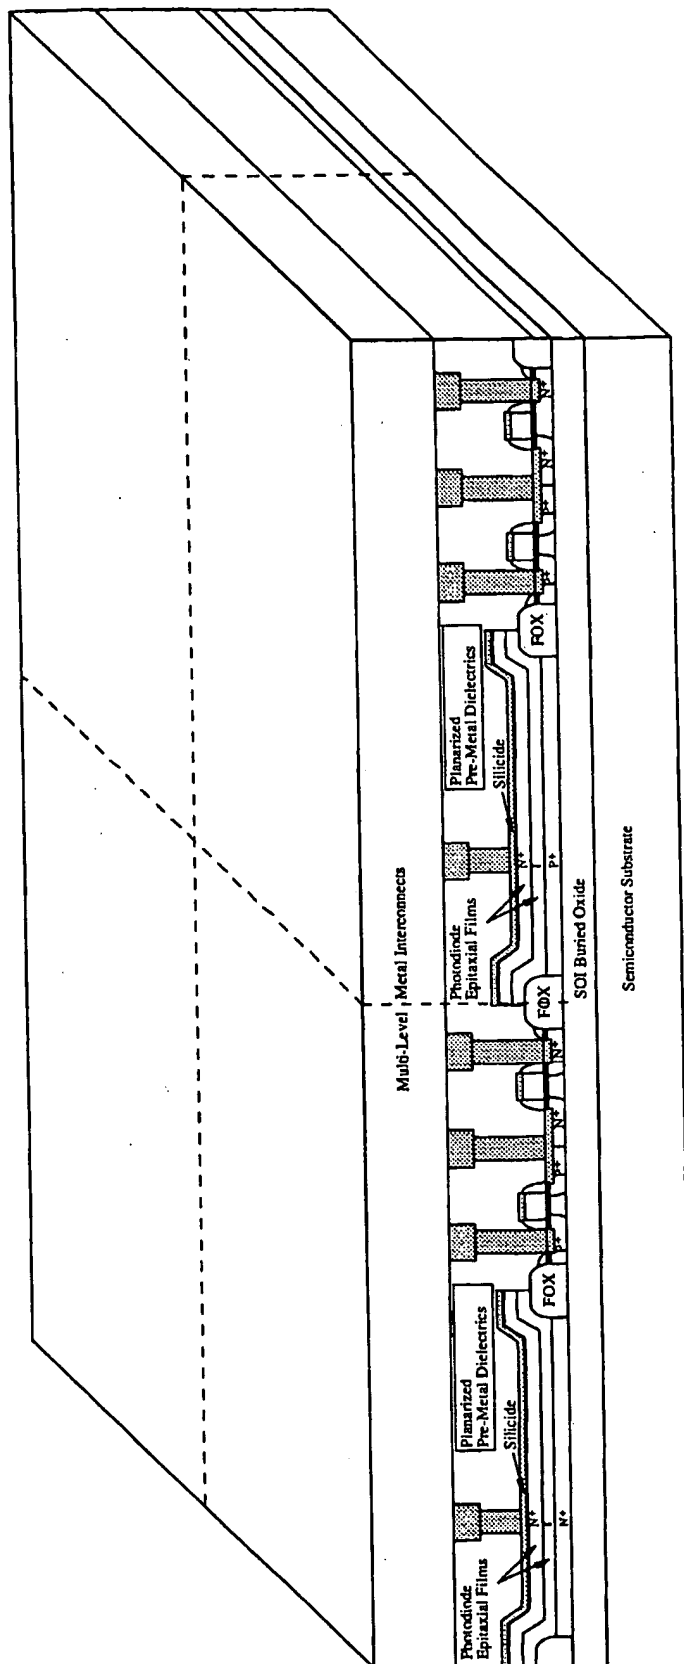 Multi-Level Metal Interconnects
Photodiode
Epitaxial Films
Silicide
Planarized
Pre-Metal Dielectrics
N+
N+
FOX
P+
P+
N+
N+
FOX
Photodiode
Epitaxial Films
Silicide
Planarized
Pre-Metal Dielectrics
N+
P+
FOX
P+
P+
N+
N+
SOI Buried Oxide
Semiconductor Substrate